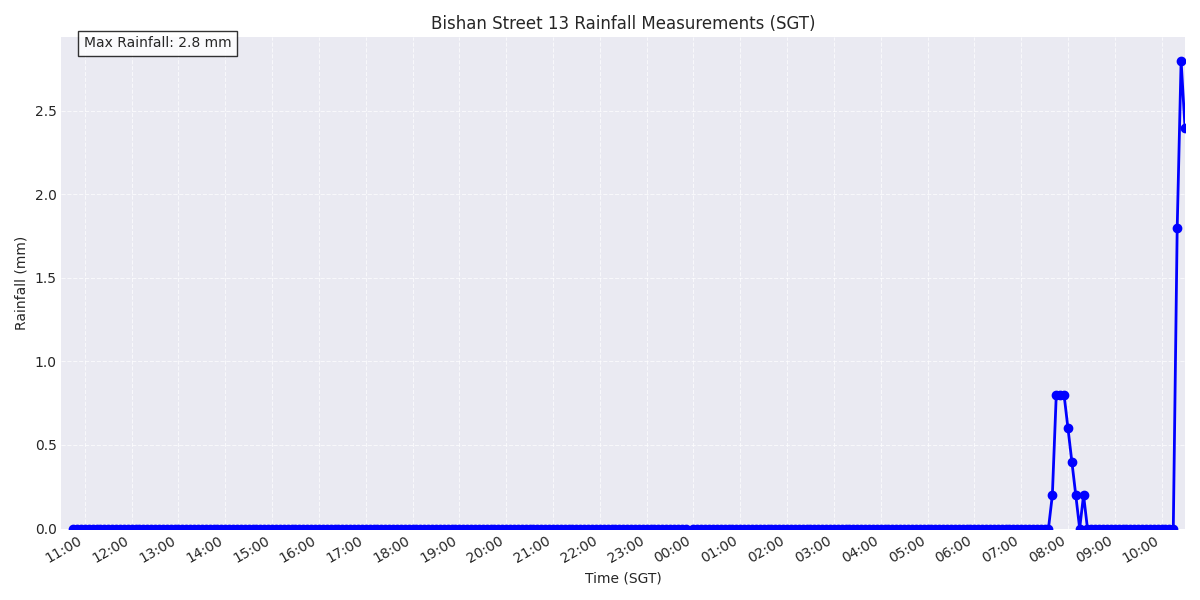 Bishan Street 13 Rainfall Measurements (SGT)
Max Rainfall: 2.8 mm
Rainfall (mm)
2.5
2.0
1.5
1.0
0.5
0.0
11:00 12:00 13:00 14:00 15:00 16:00 17:00 18:00 19:00 20:00 21:00 22:00 23:00 00:00 01:00 02:00 03:00 04:00 05:00 06:00 07:00 08:00 09:00 10:00
Time (SGT)